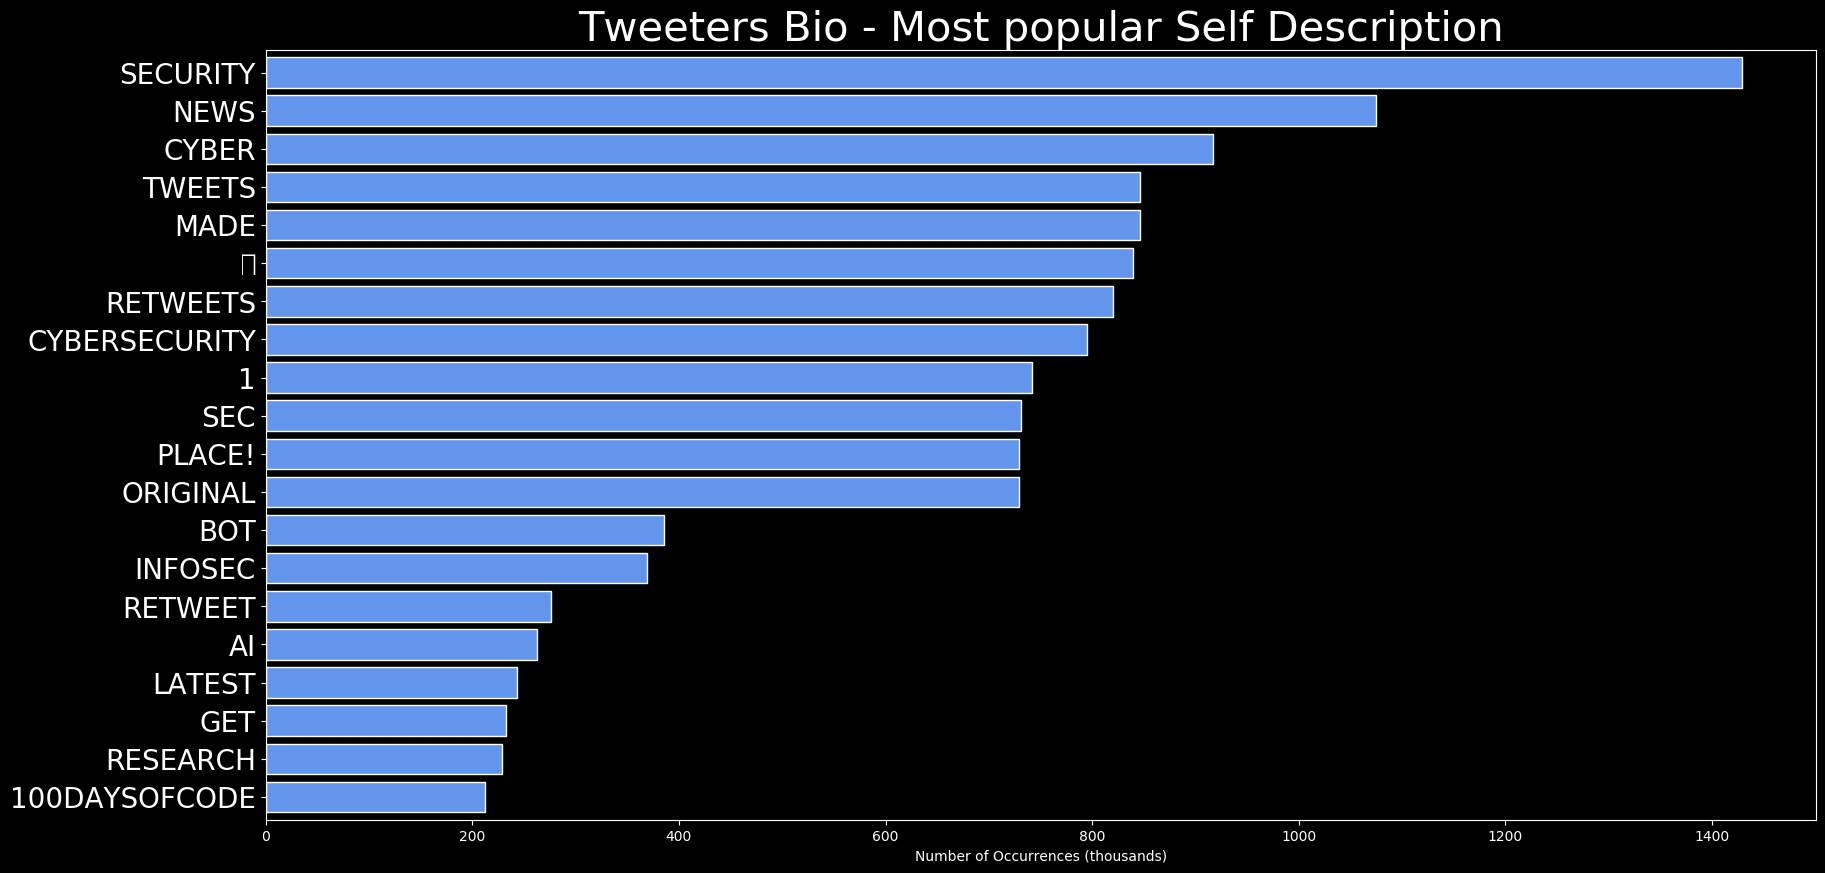 Tweeters Bio - Most popular Self Description
SECURITY
NEWS
CYBER
TWEETS
MADE
RETWEETS
CYBERSECURITY
1
SEC
PLACE!
ORIGINAL
BOT
INFOSEC
RETWEET
AI
LATEST
GET
RESEARCH
100DAYSOFCODE
0 200 400 600 800 1000 1200 1400
Number of Occurrences (thousands)